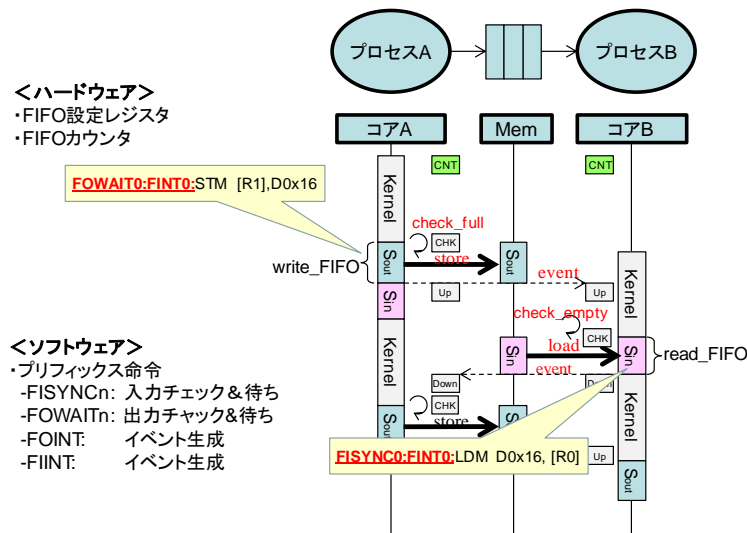 プロセスA
プロセスB
＜ハードウェア＞
・FIFO設定レジスタ
・FIFOカウンタ
コアA
Mem
コアB
CNT
CNT
FOWAIT0:FINT0:STM [R1],D0x16
Kernel
check_full
CHK
write_FIFO
Sout
store
Sout
event
Kernel
Sin
Up
Up
check_empty
CHK
＜ソフトウェア＞
・プリフィックス命令
-FISYNCn: 入力チェック＆待ち
-FOWAITn: 出力チャック&待ち
-FOINT: イベント生成
-FIINT: イベント生成
Kernel
Sin
load
Sin
read_FIFO
event
Down
CHK
Sout
store
Kernel
FISYNC0:FINT0:LDM D0x16, [R0]
Up
Sout